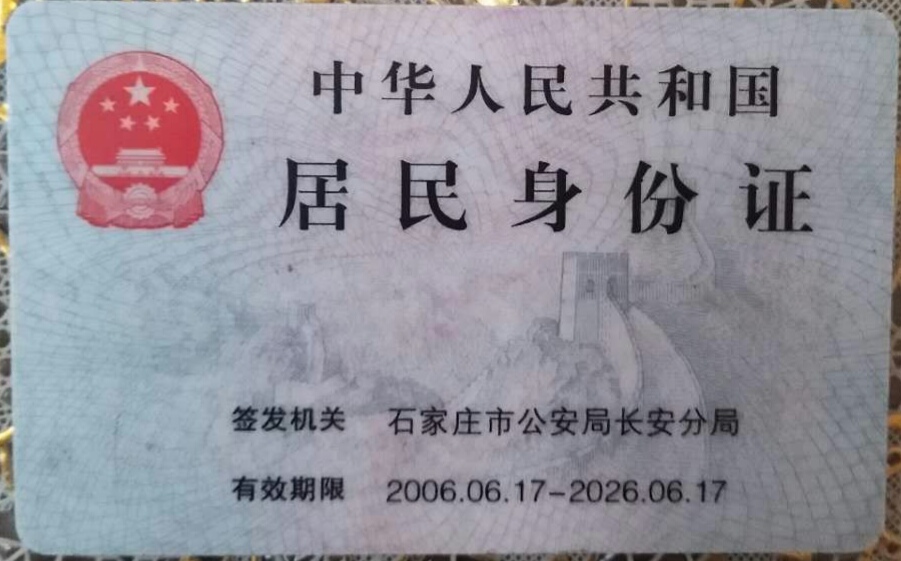 中华人民共和国
居民身份证
签发机关 石家庄市公安局长安分局
有效期限 2006.06.17-2026.06.17